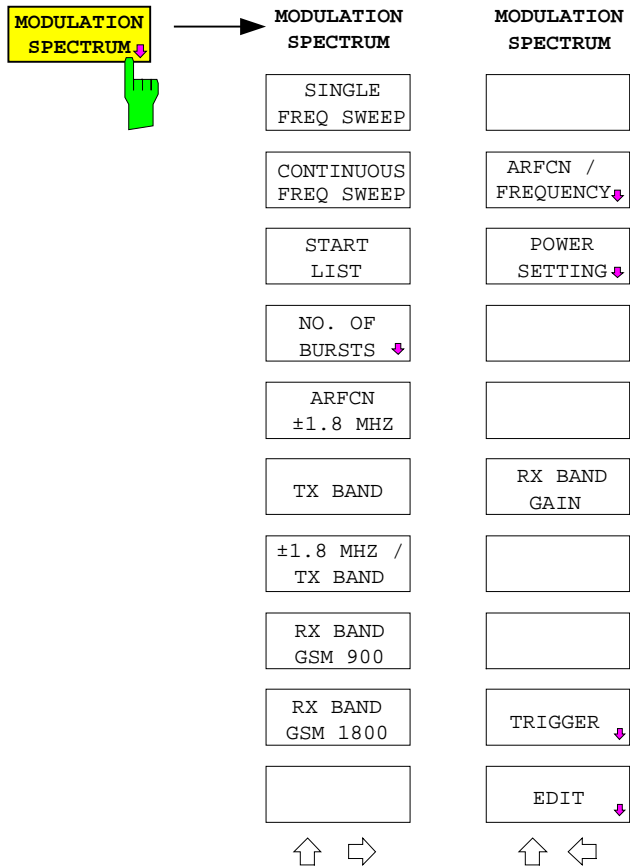 MODULATION
SPECTRUM
MODULATION
SPECTRUM
SINGLE
FREQ SWEEP
CONTINUOUS
FREQ SWEEP
START
LIST
NO. OF
BURSTS
ARFCN
±1.8 MHZ
TX BAND
±1.8 MHZ /
TX BAND
RX BAND
GSM 900
RX BAND
GSM 1800
MODULATION
SPECTRUM
ARFCN /
FREQUENCY
POWER
SETTING
RX BAND
GAIN
TRIGGER
EDIT